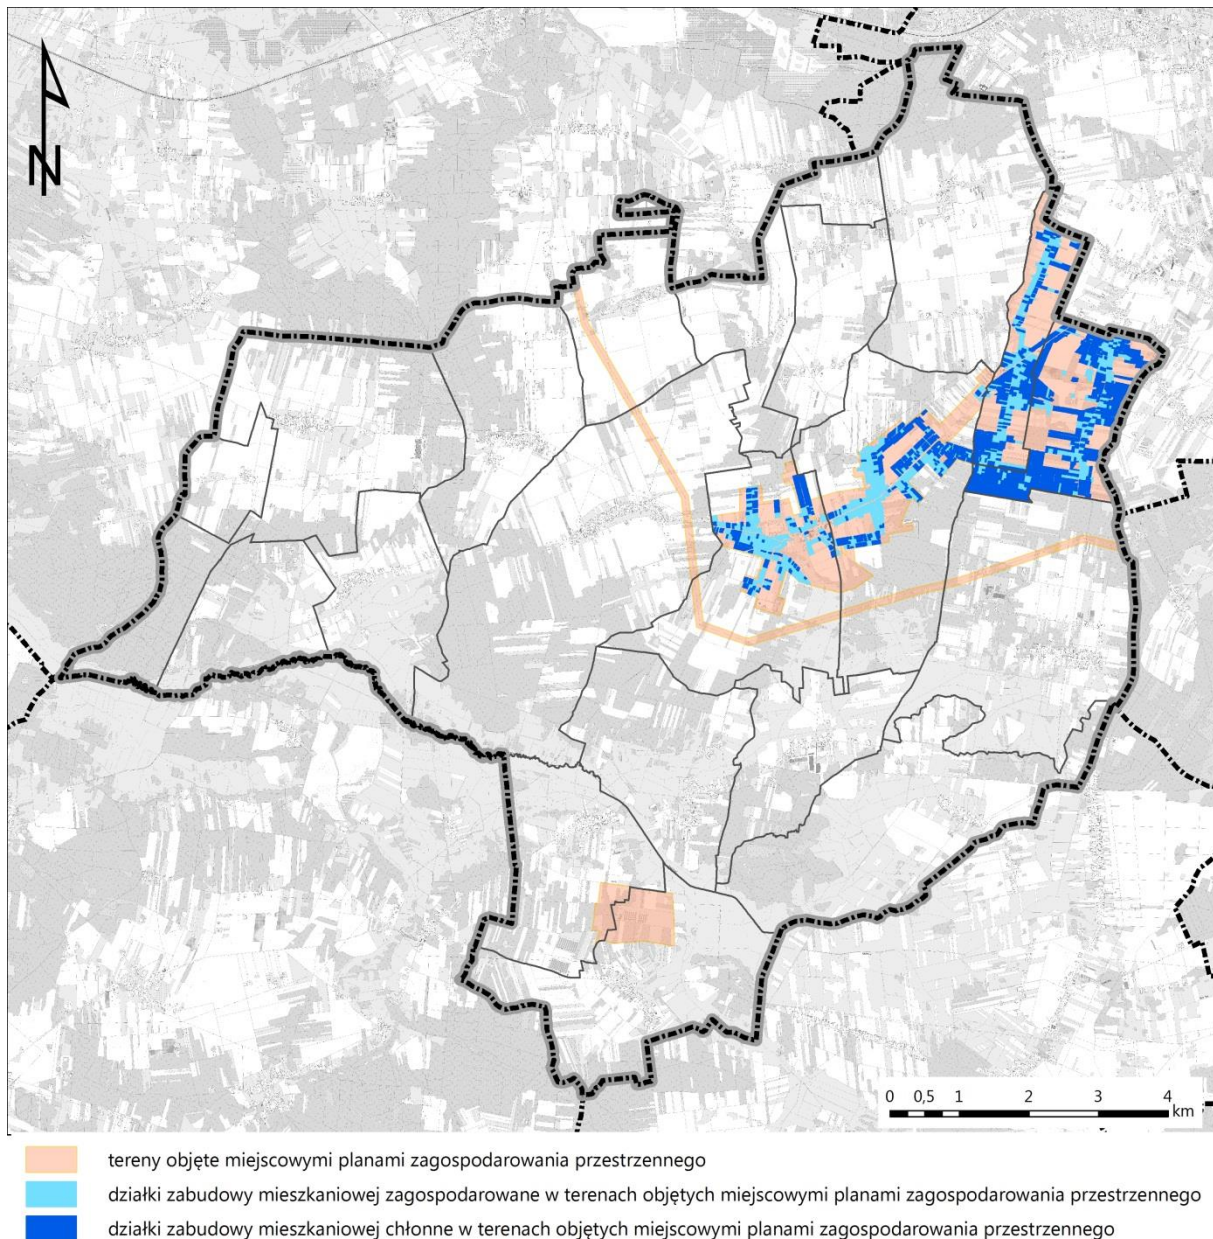 N
0 0,5 1 2 3 4
km
tereny objęte miejscowymi planami zagospodarowania przestrzennego
działki zabudowy mieszkaniowej zagospodarowane w terenach objętych miejscowymi planami zagospodarowania przestrzennego
działki zabudowy mieszkaniowej chłonne w terenach objętych miejscowymi planami zagospodarowania przestrzennego